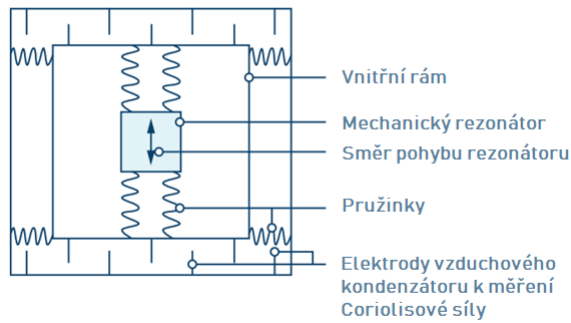 Vnitřní rám
Mechanický rezonátor
Směr pohybu rezonátoru
Pružinky
Elektrody vzduchového
kondenzátoru k měření
Coriolisové síly